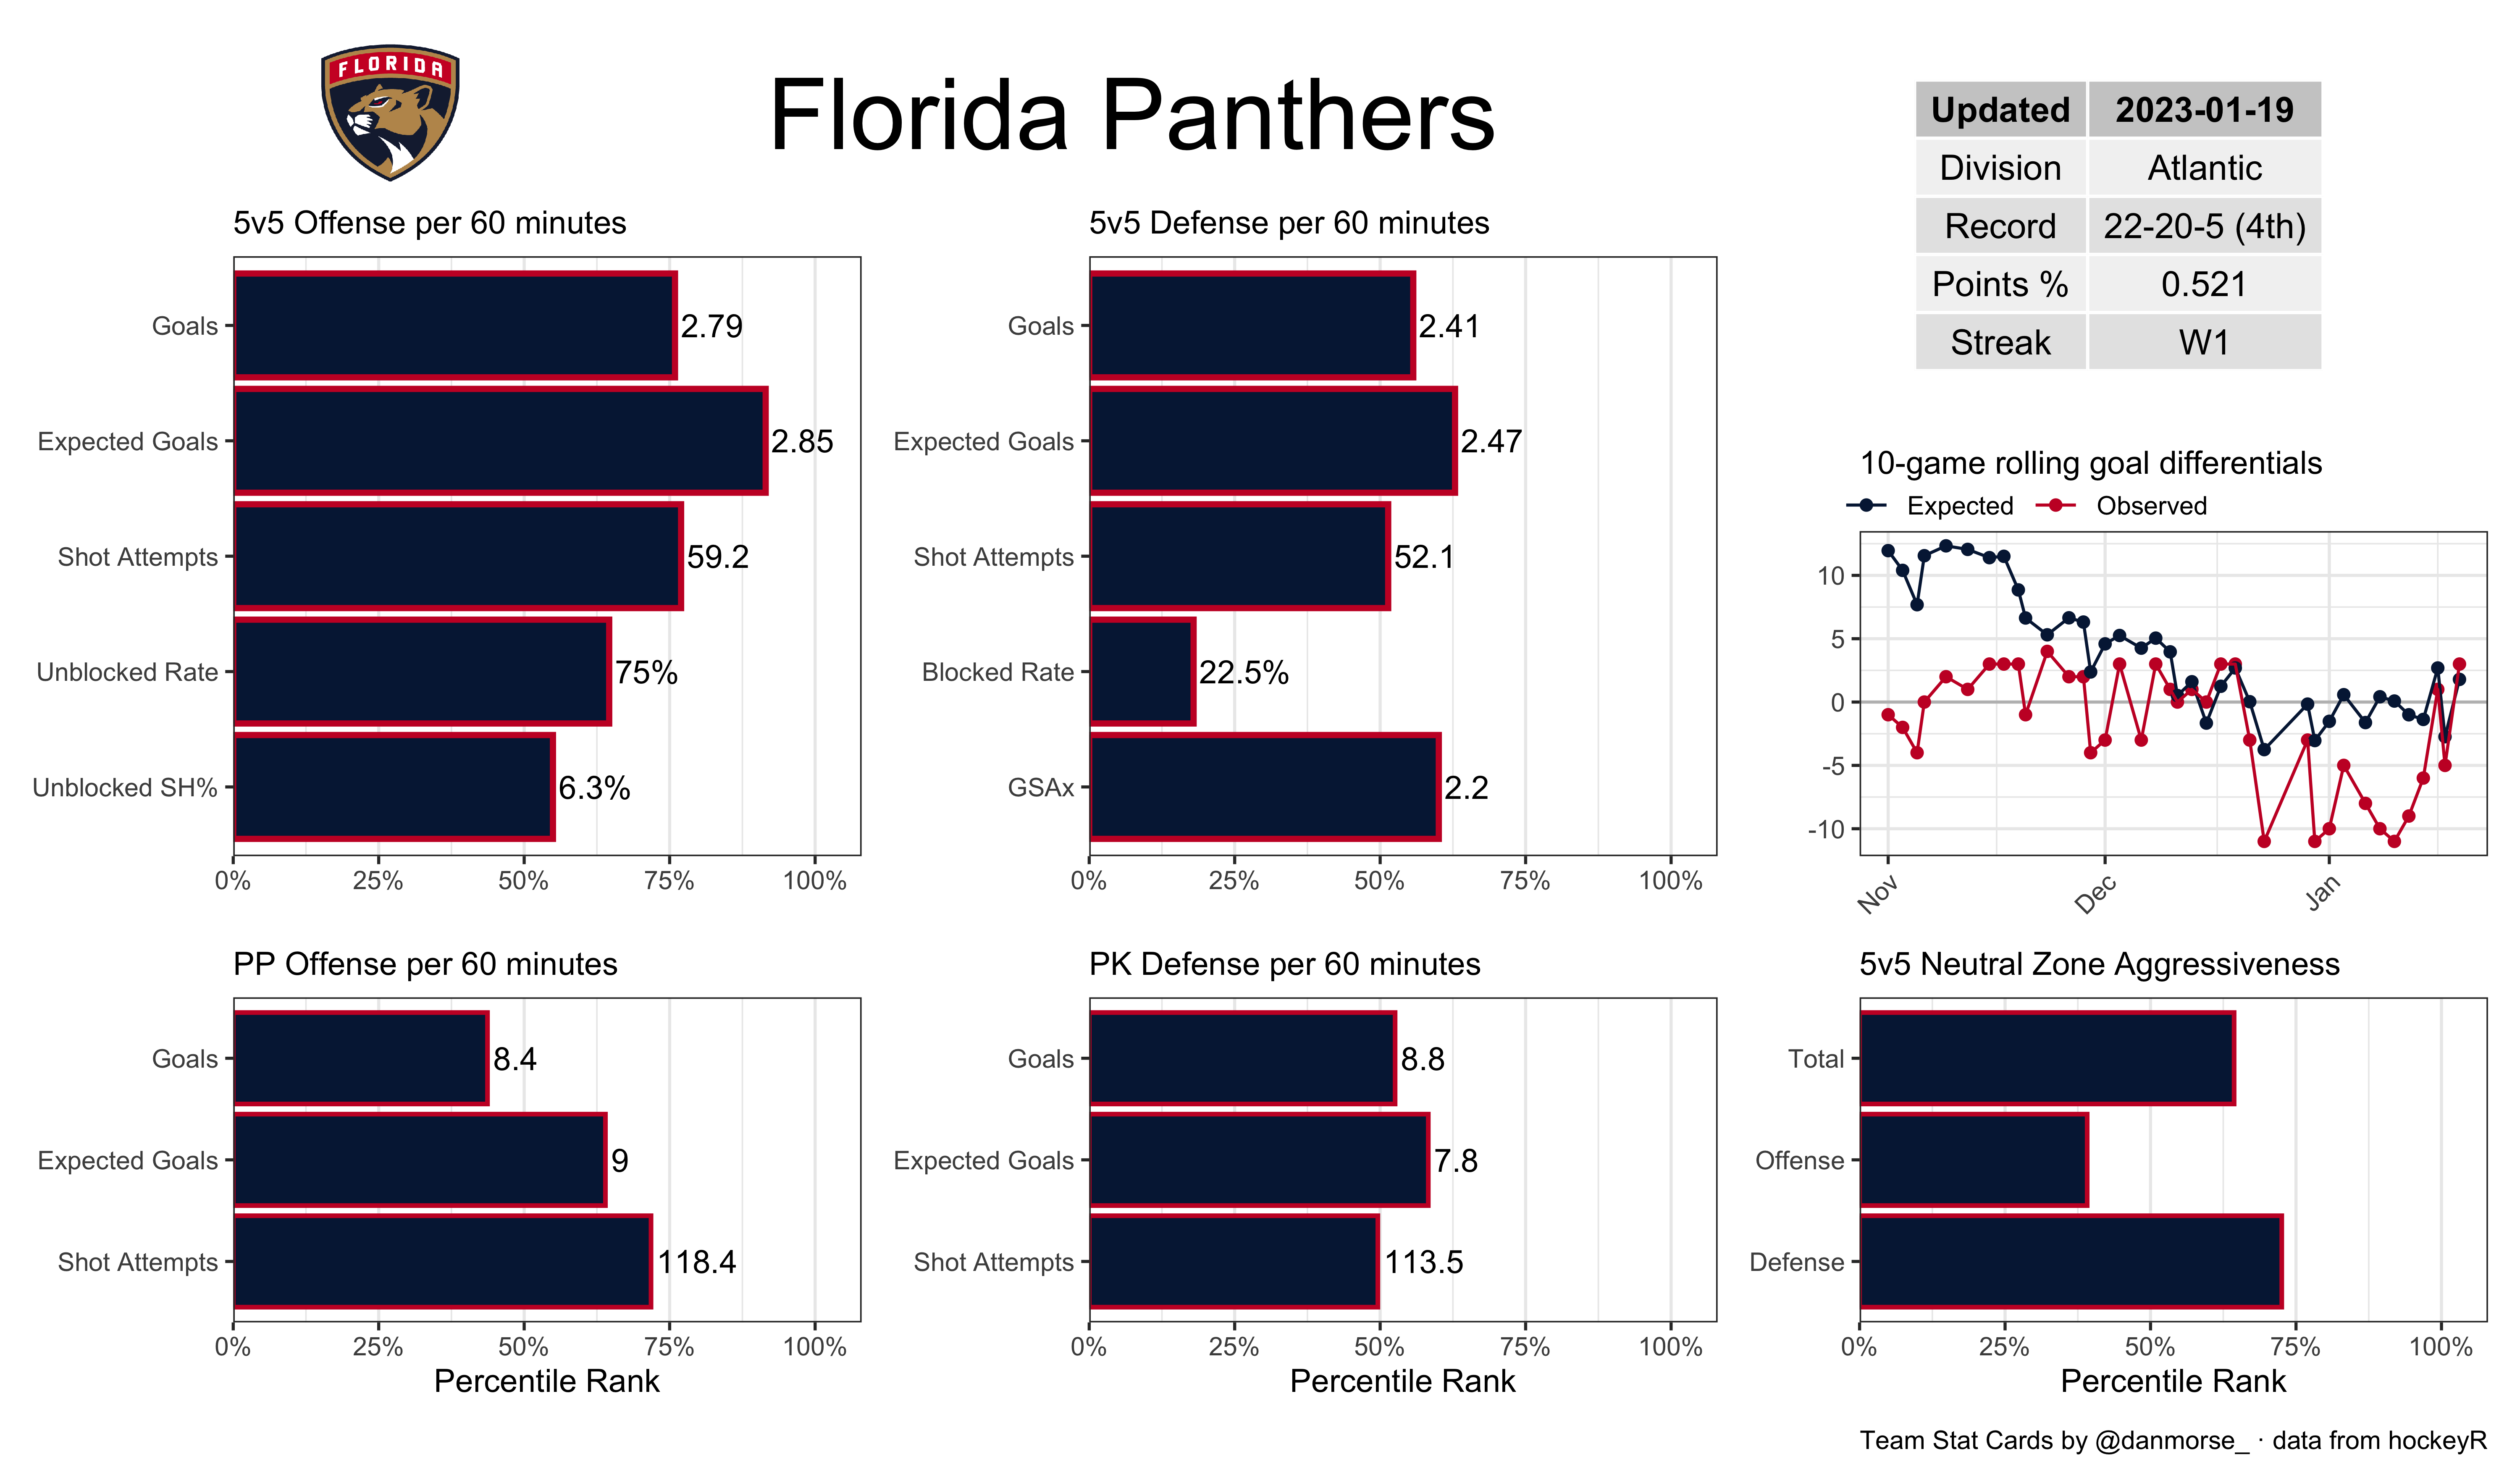 FLORIDA
Florida Panthers
Updated 2023-01-19
Division Atlantic
Record 22-20-5 (4th)
Points % 0.521
Streak W1
5v5 Offense per 60 minutes
Goals 2.79
Expected Goals 2.85
Shot Attempts 59.2
Unblocked Rate 75%
Unblocked SH% 6.3%
0% 25% 50% 75% 100%
5v5 Defense per 60 minutes
Goals 2.41
Expected Goals 2.47
Shot Attempts 52.1
Blocked Rate 22.5%
GSAx 2.2
0% 25% 50% 75% 100%
10-game rolling goal differentials
Expected Observed
10
5
0
-5
-10
Nov Dec Jan
PP Offense per 60 minutes
Goals 8.4
Expected Goals 9
Shot Attempts 118.4
0% 25% 50% 75% 100%
Percentile Rank
PK Defense per 60 minutes
Goals 8.8
Expected Goals 7.8
Shot Attempts 113.5
0% 25% 50% 75% 100%
Percentile Rank
5v5 Neutral Zone Aggressiveness
Total
Offense
Defense
0% 25% 50% 75% 100%
Percentile Rank
Team Stat Cards by @danmorse_ · data from hockeyR